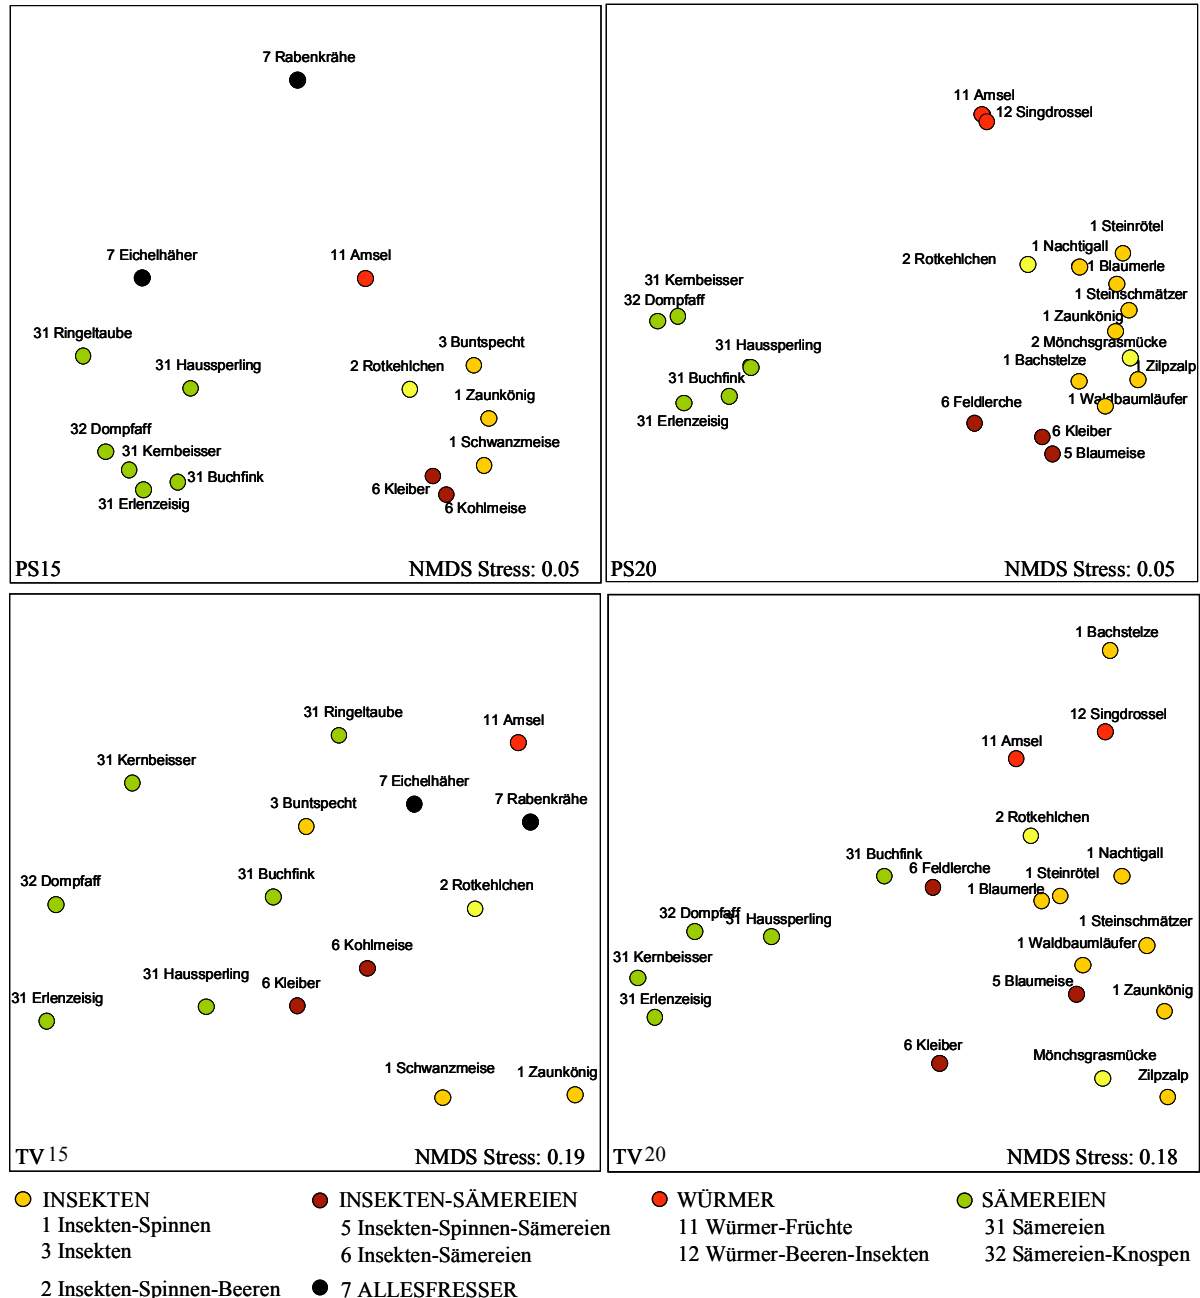 7 Rabenkrähe
7 Eichelhäher
11 Amsel
31 Ringeltaube
3 Buntspecht
31 Haussperling
2 Rotkehlchen
1 Zaunkönig
32 Dompfaff
31 Kernbeisser
1 Schwanzmeise
31 Buchfink
6 Kleiber
31 Erlenzeisig
6 Kohlmeise
PS15
NMDS Stress: 0.05
11 Amsel
12 Singdrossel
1 Steinrötel
1 Nachtigall
2 Rotkehlchen
1 Blaumerle
31 Kernbeisser
1 Steinschmätzer
32 Dompfaff
1 Zaunkönig
31 Haussperling
2 Mönchsgrasmücke
1 Bachstelze
1 Zilpzalp
31 Buchfink
6 Feldlerche
1 Waldbaumläufer
31 Erlenzeisig
6 Kleiber
5 Blaumeise
PS20
NMDS Stress: 0.05
31 Ringeltaube
11 Amsel
31 Kernbeisser
7 Eichelhäher
3 Buntspecht
7 Rabenkrähe
32 Dompfaff
31 Buchfink
2 Rotkehlchen
6 Kohlmeise
31 Haussperling
6 Kleiber
31 Erlenzeisig
1 Schwanzmeise
1 Zaunkönig
TV 15
NMDS Stress: 0.19
1 Bachstelze
12 Singdrossel
11 Amsel
2 Rotkehlchen
31 Buchfink
6 Feldlerche
1 Nachtigall
1 Steinrötel
1 Blaumerle
32 Dompfaff
31 Haussperling
1 Steinschmätzer
1 Waldbaumläufer
31 Kernbeisser
5 Blaumeise
1 Zaunkönig
31 Erlenzeisig
6 Kleiber
Mönchsgrasmücke
Zilpzalp
TV20
NMDS Stress: 0.18
INSEKTEN
1 Insekten-Spinnen
3 Insekten
2 Insekten-Spinnen-Beeren
INSEKTEN-SÄMEREIEN
5 Insekten-Spinnen-Sämereien
6 Insekten-Sämereien
7 ALLESFRESSER
WÜRMER
11 Würmer-Früchte
12 Würmer-Beeren-Insekten
SÄMEREIEN
31 Sämereien
32 Sämereien-Knospen